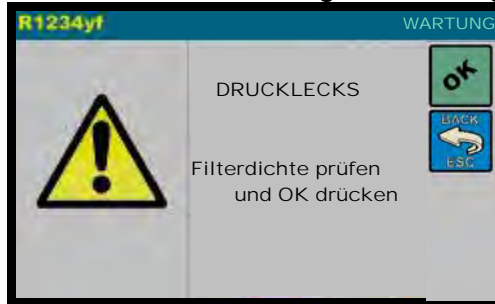 R1234yf
WARTUNG
DRUCKLECKS
OK
BACK
ESC
Filterdichte prüfen
und OK drücken